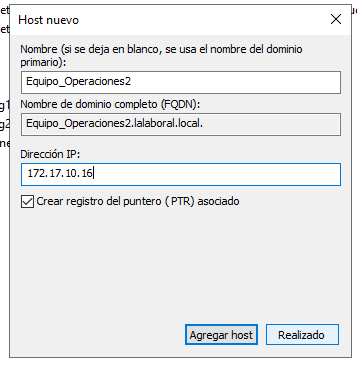 Host nuevo
Nombre (si se deja en blanco, se usa el nombre del dominio
primario):
Equipo_Operaciones2
Nombre de dominio completo (FQDN):
Equipo_Operaciones2.lalaboral.local.
Dirección IP:
172.17.10.16
Crear registro del puntero (PTR) asociado
Agregar host
Realizado